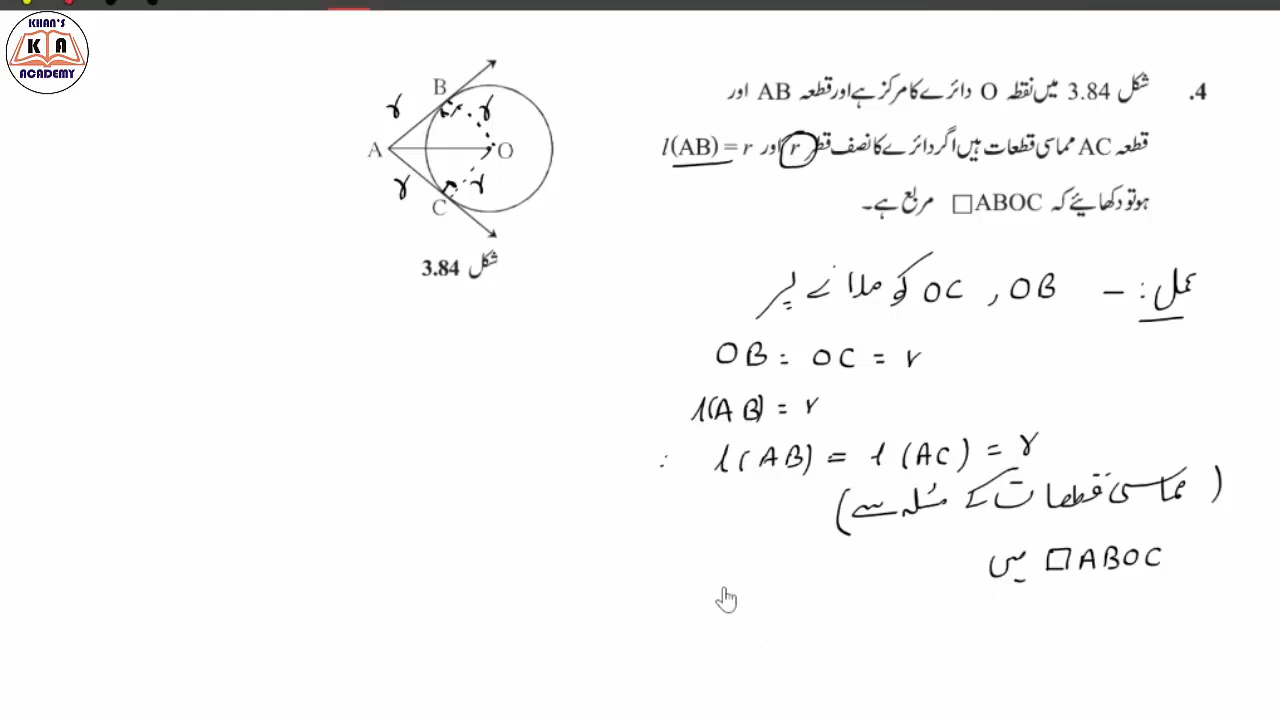 KHAN'S
K A
ACADEMY
4. شکل 3.84 میں نقطہ O دائرے کا مرکز ہے اور قطعہ AB اور
قطعہ AC مماسی قطعات ہیں اگر دائرے کا نصف قطر r اور l(AB) = r
ہو تو دکھائیے کہ □ABOC مربع ہے۔
B
r
r
A
O
r
r
C
شکل 3.84
عمل :- OB , OC کو ملانے پر
OB = OC = r
l(AB) = r
∴ l(AB) = l(AC) = r
(مماسی قطعات کے مسئلہ سے)
□ABOC میں